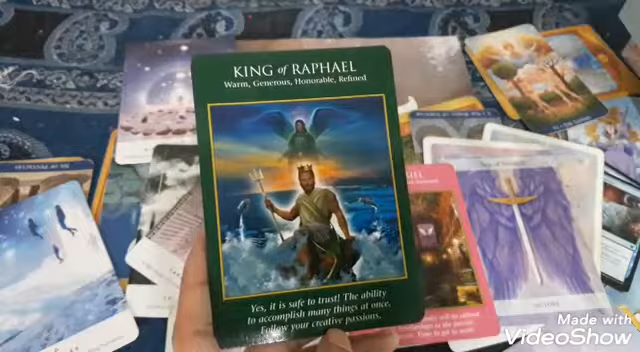 KING of RAPHAEL
Warm, Generous, Honorable, Refined
Yes, it is safe to trust! The ability
to accomplish many things at once.
Follow your creative passions.
Made with
VideoShow